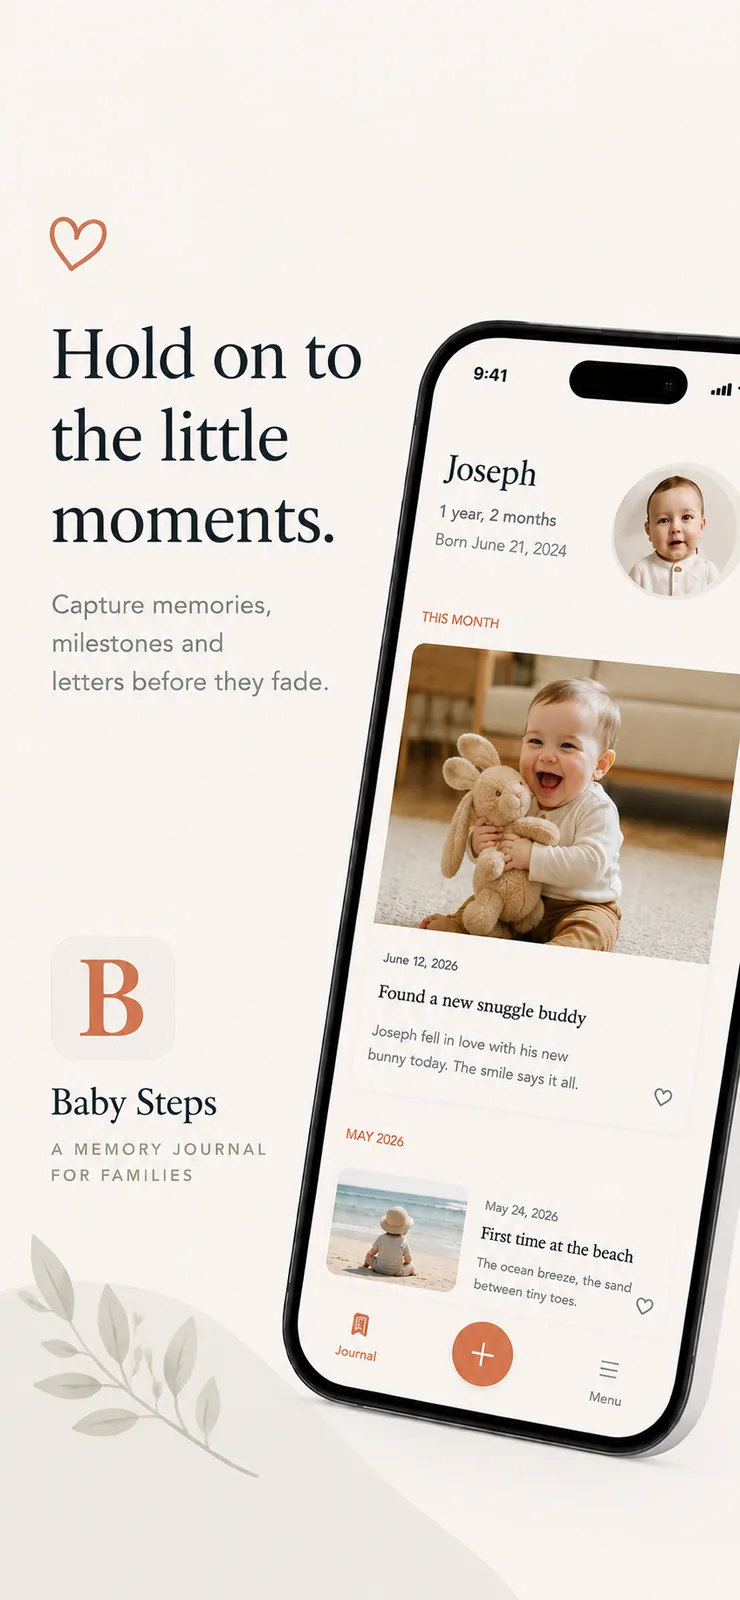 Hold on to
the little
moments.
Capture memories,
milestones and
letters before they fade.
B
Baby Steps
A MEMORY JOURNAL
FOR FAMILIES
9:41
Joseph
1 year, 2 months
Born June 21, 2024
THIS MONTH
June 12, 2026
Found a new snuggle buddy
Joseph fell in love with his new
bunny today. The smile says it all.
MAY 2026
May 24, 2026
First time at the beach
The ocean breeze, the sand
between tiny toes.
Journal
Menu